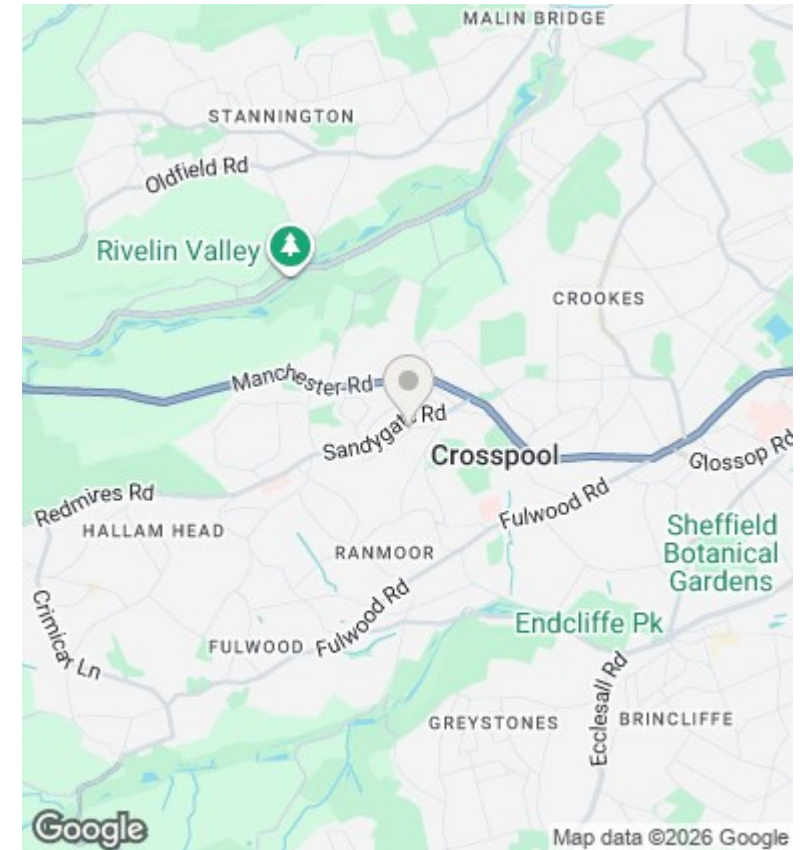 MALIN BRIDGE
STANNINGTON
Oldfield Rd
Rivelin Valley
CROOKES
Manchester Rd
Sandygate Rd
Crosspool
Glossop Rd
Redmires Rd
Fulwood Rd
HALLAM HEAD
Sheffield
Botanical
Gardens
RANMOOR
Crimicar Ln
Fulwood Rd
Endcliffe Pk
FULWOOD
Ecclesall Rd
GREYSTONES
BRINCLIFFE
Google
Map data ©2026 Google